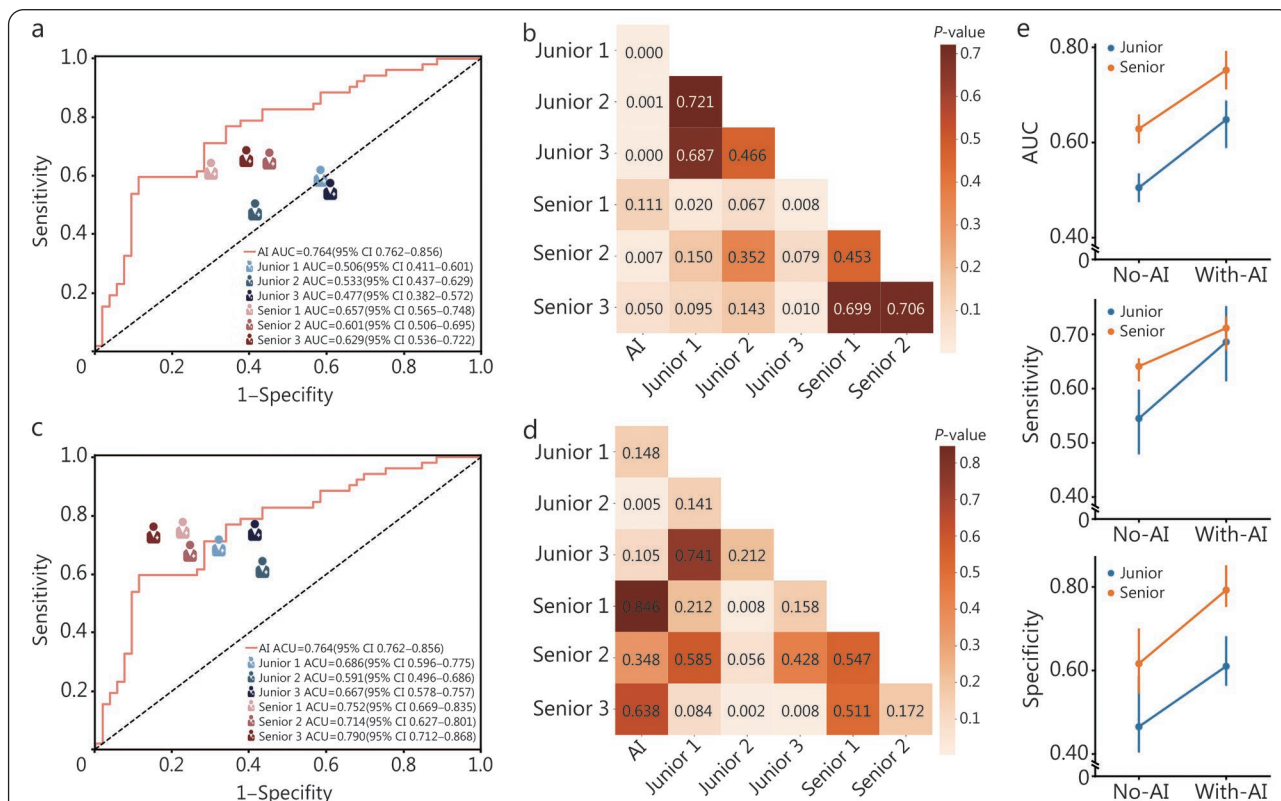 a
1.0
0.8
0.6
0.4
0.2
0
0.2
0.4
0.6
0.8
1.0
Sensitivity
1−Specifity
AI AUC=0.764(95% CI 0.762−0.856)
Junior 1 AUC=0.506(95% CI 0.411−0.601)
Junior 2 AUC=0.533(95% CI 0.437−0.629)
Junior 3 AUC=0.477(95% CI 0.382−0.572)
Senior 1 AUC=0.657(95% CI 0.565−0.748)
Senior 2 AUC=0.601(95% CI 0.506−0.695)
Senior 3 AUC=0.629(95% CI 0.536−0.722)
b
P-value
Junior 1 0.000
Junior 2 0.001 0.721
Junior 3 0.000 0.687 0.466
Senior 1 0.111 0.020 0.067 0.008
Senior 2 0.007 0.150 0.352 0.079 0.453
Senior 3 0.050 0.095 0.143 0.010 0.699 0.706
AI Junior 1 Junior 2 Junior 3 Senior 1 Senior 2
0.7
0.6
0.5
0.4
0.3
0.2
0.1
c
1.0
0.8
0.6
0.4
0.2
0
0.2
0.4
0.6
0.8
1.0
Sensitivity
1−Specifity
AI ACU=0.764(95% CI 0.762−0.856)
Junior 1 ACU=0.686(95% CI 0.596−0.775)
Junior 2 ACU=0.591(95% CI 0.496−0.686)
Junior 3 ACU=0.667(95% CI 0.578−0.757)
Senior 1 ACU=0.752(95% CI 0.669−0.835)
Senior 2 ACU=0.714(95% CI 0.627−0.801)
Senior 3 ACU=0.790(95% CI 0.712−0.868)
d
P-value
Junior 1 0.148
Junior 2 0.005 0.141
Junior 3 0.105 0.741 0.212
Senior 1 0.846 0.212 0.008 0.158
Senior 2 0.348 0.585 0.056 0.428 0.547
Senior 3 0.638 0.084 0.002 0.008 0.511 0.172
AI Junior 1 Junior 2 Junior 3 Senior 1 Senior 2
0.8
0.7
0.6
0.5
0.4
0.3
0.2
0.1
e
0.80
0.60
0.40
0
AUC
Junior
Senior
No-AI With-AI
0.70
0.60
0.50
0.40
0
Sensitivity
Junior
Senior
No-AI With-AI
0.80
0.60
0.40
0
Specificity
Junior
Senior
No-AI With-AI